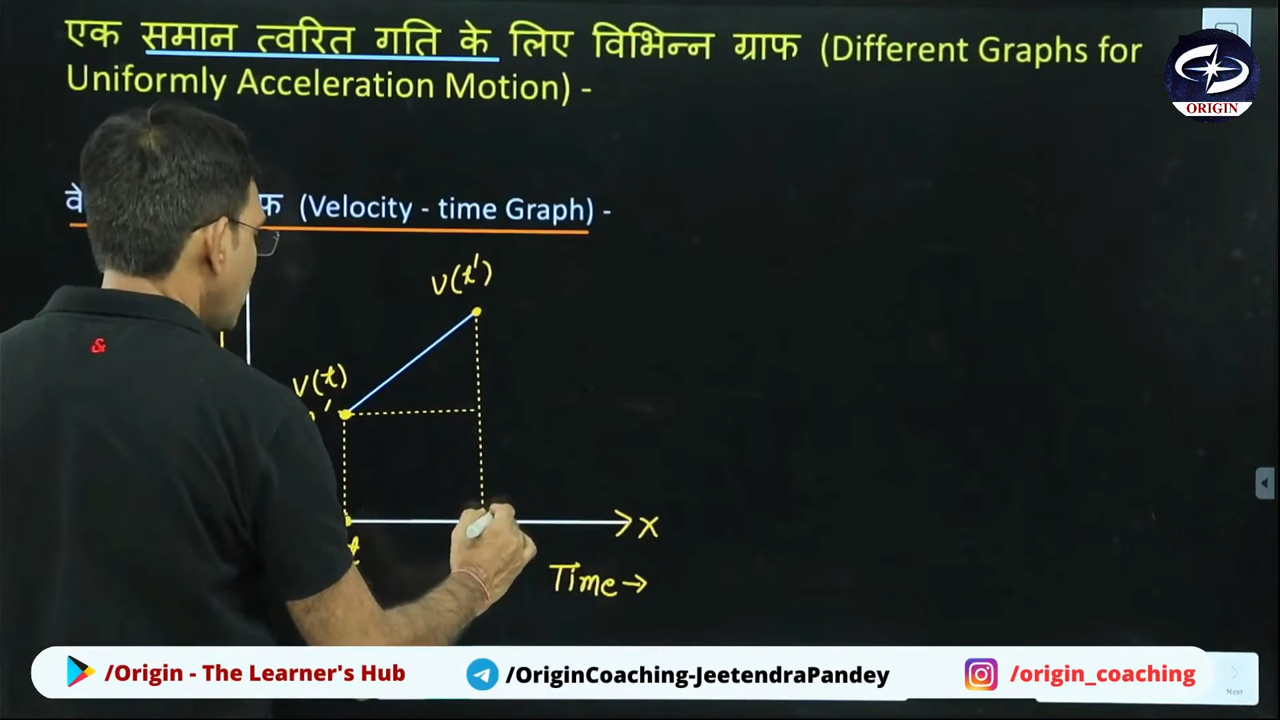 एक समान त्वरित गति के लिए विभिन्न ग्राफ (Different Graphs for
Uniformly Acceleration Motion) -
ORIGIN
(Velocity - time Graph) -
v(t')
v(t)
t
X
Time →
/Origin - The Learner's Hub
/OriginCoaching-JeetendraPandey
/origin_coaching
Next